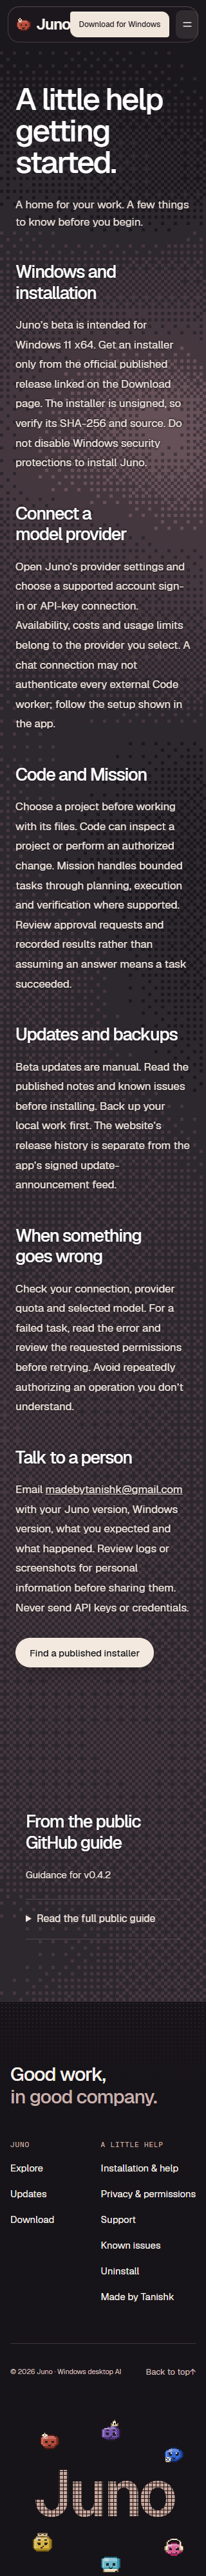 Juno
Download for Windows
A little help
getting
started.
A home for your work. A few things
to know before you begin.
Windows and
installation
Juno's beta is intended for
Windows 11 x64. Get an installer
only from the official published
release linked on the Download
page. The installer is unsigned, so
verify its SHA-256 and source. Do
not disable Windows security
protections to install Juno.
Connect a
model provider
Open Juno's provider settings and
choose a supported account sign-
in or API-key connection.
Availability, costs and usage limits
belong to the provider you select. A
chat connection may not
authenticate every external Code
worker; follow the setup shown in
the app.
Code and Mission
Choose a project before working
with its files. Code can inspect a
project or perform an authorized
change. Mission handles bounded
tasks through planning, execution
and verification where supported.
Review approval requests and
recorded results rather than
assuming an answer means a task
succeeded.
Updates and backups
Beta updates are manual. Read the
published notes and known issues
before installing. Back up your
local work first. The website's
release history is separate from the
app's signed update-
announcement feed.
When something
goes wrong
Check your connection, provider
quota and selected model. For a
failed task, read the error and
review the requested permissions
before retrying. Avoid repeatedly
authorizing an operation you don't
understand.
Talk to a person
Email madebytanishk@gmail.com
with your Juno version, Windows
version, what you expected and
what happened. Review logs or
screenshots for personal
information before sharing them.
Never send API keys or credentials.
Find a published installer
From the public
GitHub guide
Guidance for v0.4.2
▶ Read the full public guide
Good work,
in good company.
JUNO
Explore
Updates
Download
A LITTLE HELP
Installation & help
Privacy & permissions
Support
Known issues
Uninstall
Made by Tanishk
© 2026 Juno · Windows desktop AI
Back to top↑
Juno